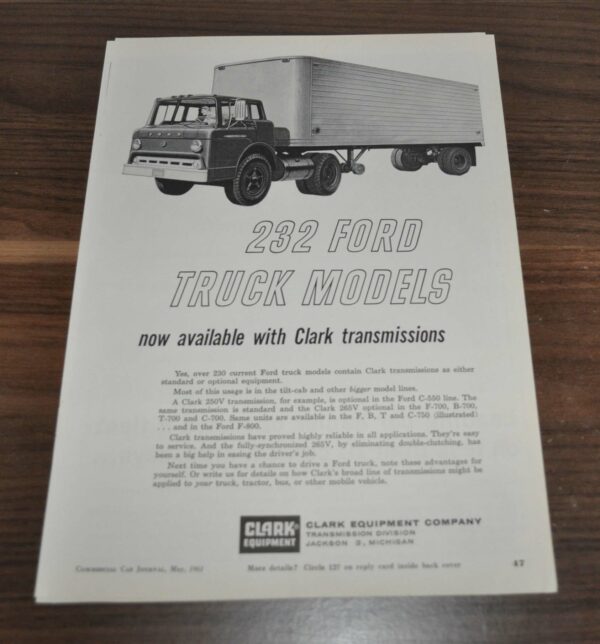 FORD
232 FORD
TRUCK MODELS
now available with Clark transmissions
Yes, over 230 current Ford truck models contain Clark transmissions as either
standard or optional equipment.
Most of this usage is in the tilt-cab and other bigger model lines.
A Clark 250V transmission, for example, is optional in the Ford C-550 line. The
same transmission is standard and the Clark 265V optional in the F-700, B-700,
T-700 and C-700. Same units are available in the F, B, T and C-750 (illustrated)
. . . and in the Ford F-800.
Clark transmissions have proved highly reliable in all applications. They're easy
to service. And the fully-synchronized 265V, by eliminating double-clutching, has
been a big help in easing the driver's job.
Next time you have a chance to drive a Ford truck, note these advantages for
yourself. Or write us for details on how Clark's broad line of transmissions might be
applied to your truck, tractor, bus, or other mobile vehicle.
CLARK®
EQUIPMENT
CLARK EQUIPMENT COMPANY
TRANSMISSION DIVISION
JACKSON 2, MICHIGAN
Commercial Car Journal, May, 1961
More details? Circle 127 on reply card inside back cover
47